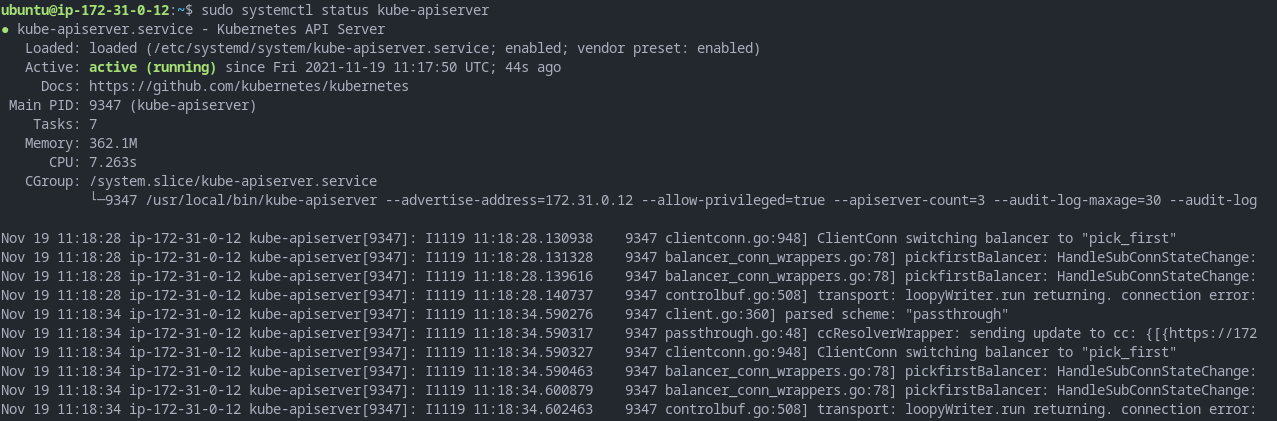 ubuntu@ip-172-31-0-12:~$ sudo systemctl status kube-apiserver
● kube-apiserver.service - Kubernetes API Server
Loaded: loaded (/etc/systemd/system/kube-apiserver.service; enabled; vendor preset: enabled)
Active: active (running) since Fri 2021-11-19 11:17:50 UTC; 44s ago
Docs: https://github.com/kubernetes/kubernetes
Main PID: 9347 (kube-apiserver)
Tasks: 7
Memory: 362.1M
CPU: 7.263s
CGroup: /system.slice/kube-apiserver.service
└─9347 /usr/local/bin/kube-apiserver --advertise-address=172.31.0.12 --allow-privileged=true --apiserver-count=3 --audit-log-maxage=30 --audit-log
Nov 19 11:18:28 ip-172-31-0-12 kube-apiserver[9347]: I1119 11:18:28.130938    9347 clientconn.go:948] ClientConn switching balancer to "pick_first"
Nov 19 11:18:28 ip-172-31-0-12 kube-apiserver[9347]: I1119 11:18:28.131328    9347 balancer_conn_wrappers.go:78] pickfirstBalancer: HandleSubConnStateChange:
Nov 19 11:18:28 ip-172-31-0-12 kube-apiserver[9347]: I1119 11:18:28.139616    9347 balancer_conn_wrappers.go:78] pickfirstBalancer: HandleSubConnStateChange:
Nov 19 11:18:28 ip-172-31-0-12 kube-apiserver[9347]: I1119 11:18:28.140737    9347 controlbuf.go:508] transport: loopyWriter.run returning. connection error:
Nov 19 11:18:34 ip-172-31-0-12 kube-apiserver[9347]: I1119 11:18:34.590276    9347 client.go:360] parsed scheme: "passthrough"
Nov 19 11:18:34 ip-172-31-0-12 kube-apiserver[9347]: I1119 11:18:34.590317    9347 passthrough.go:48] ccResolverWrapper: sending update to cc: {[{https://172
Nov 19 11:18:34 ip-172-31-0-12 kube-apiserver[9347]: I1119 11:18:34.590327    9347 clientconn.go:948] ClientConn switching balancer to "pick_first"
Nov 19 11:18:34 ip-172-31-0-12 kube-apiserver[9347]: I1119 11:18:34.590463    9347 balancer_conn_wrappers.go:78] pickfirstBalancer: HandleSubConnStateChange:
Nov 19 11:18:34 ip-172-31-0-12 kube-apiserver[9347]: I1119 11:18:34.600879    9347 balancer_conn_wrappers.go:78] pickfirstBalancer: HandleSubConnStateChange:
Nov 19 11:18:34 ip-172-31-0-12 kube-apiserver[9347]: I1119 11:18:34.602463    9347 controlbuf.go:508] transport: loopyWriter.run returning. connection error: